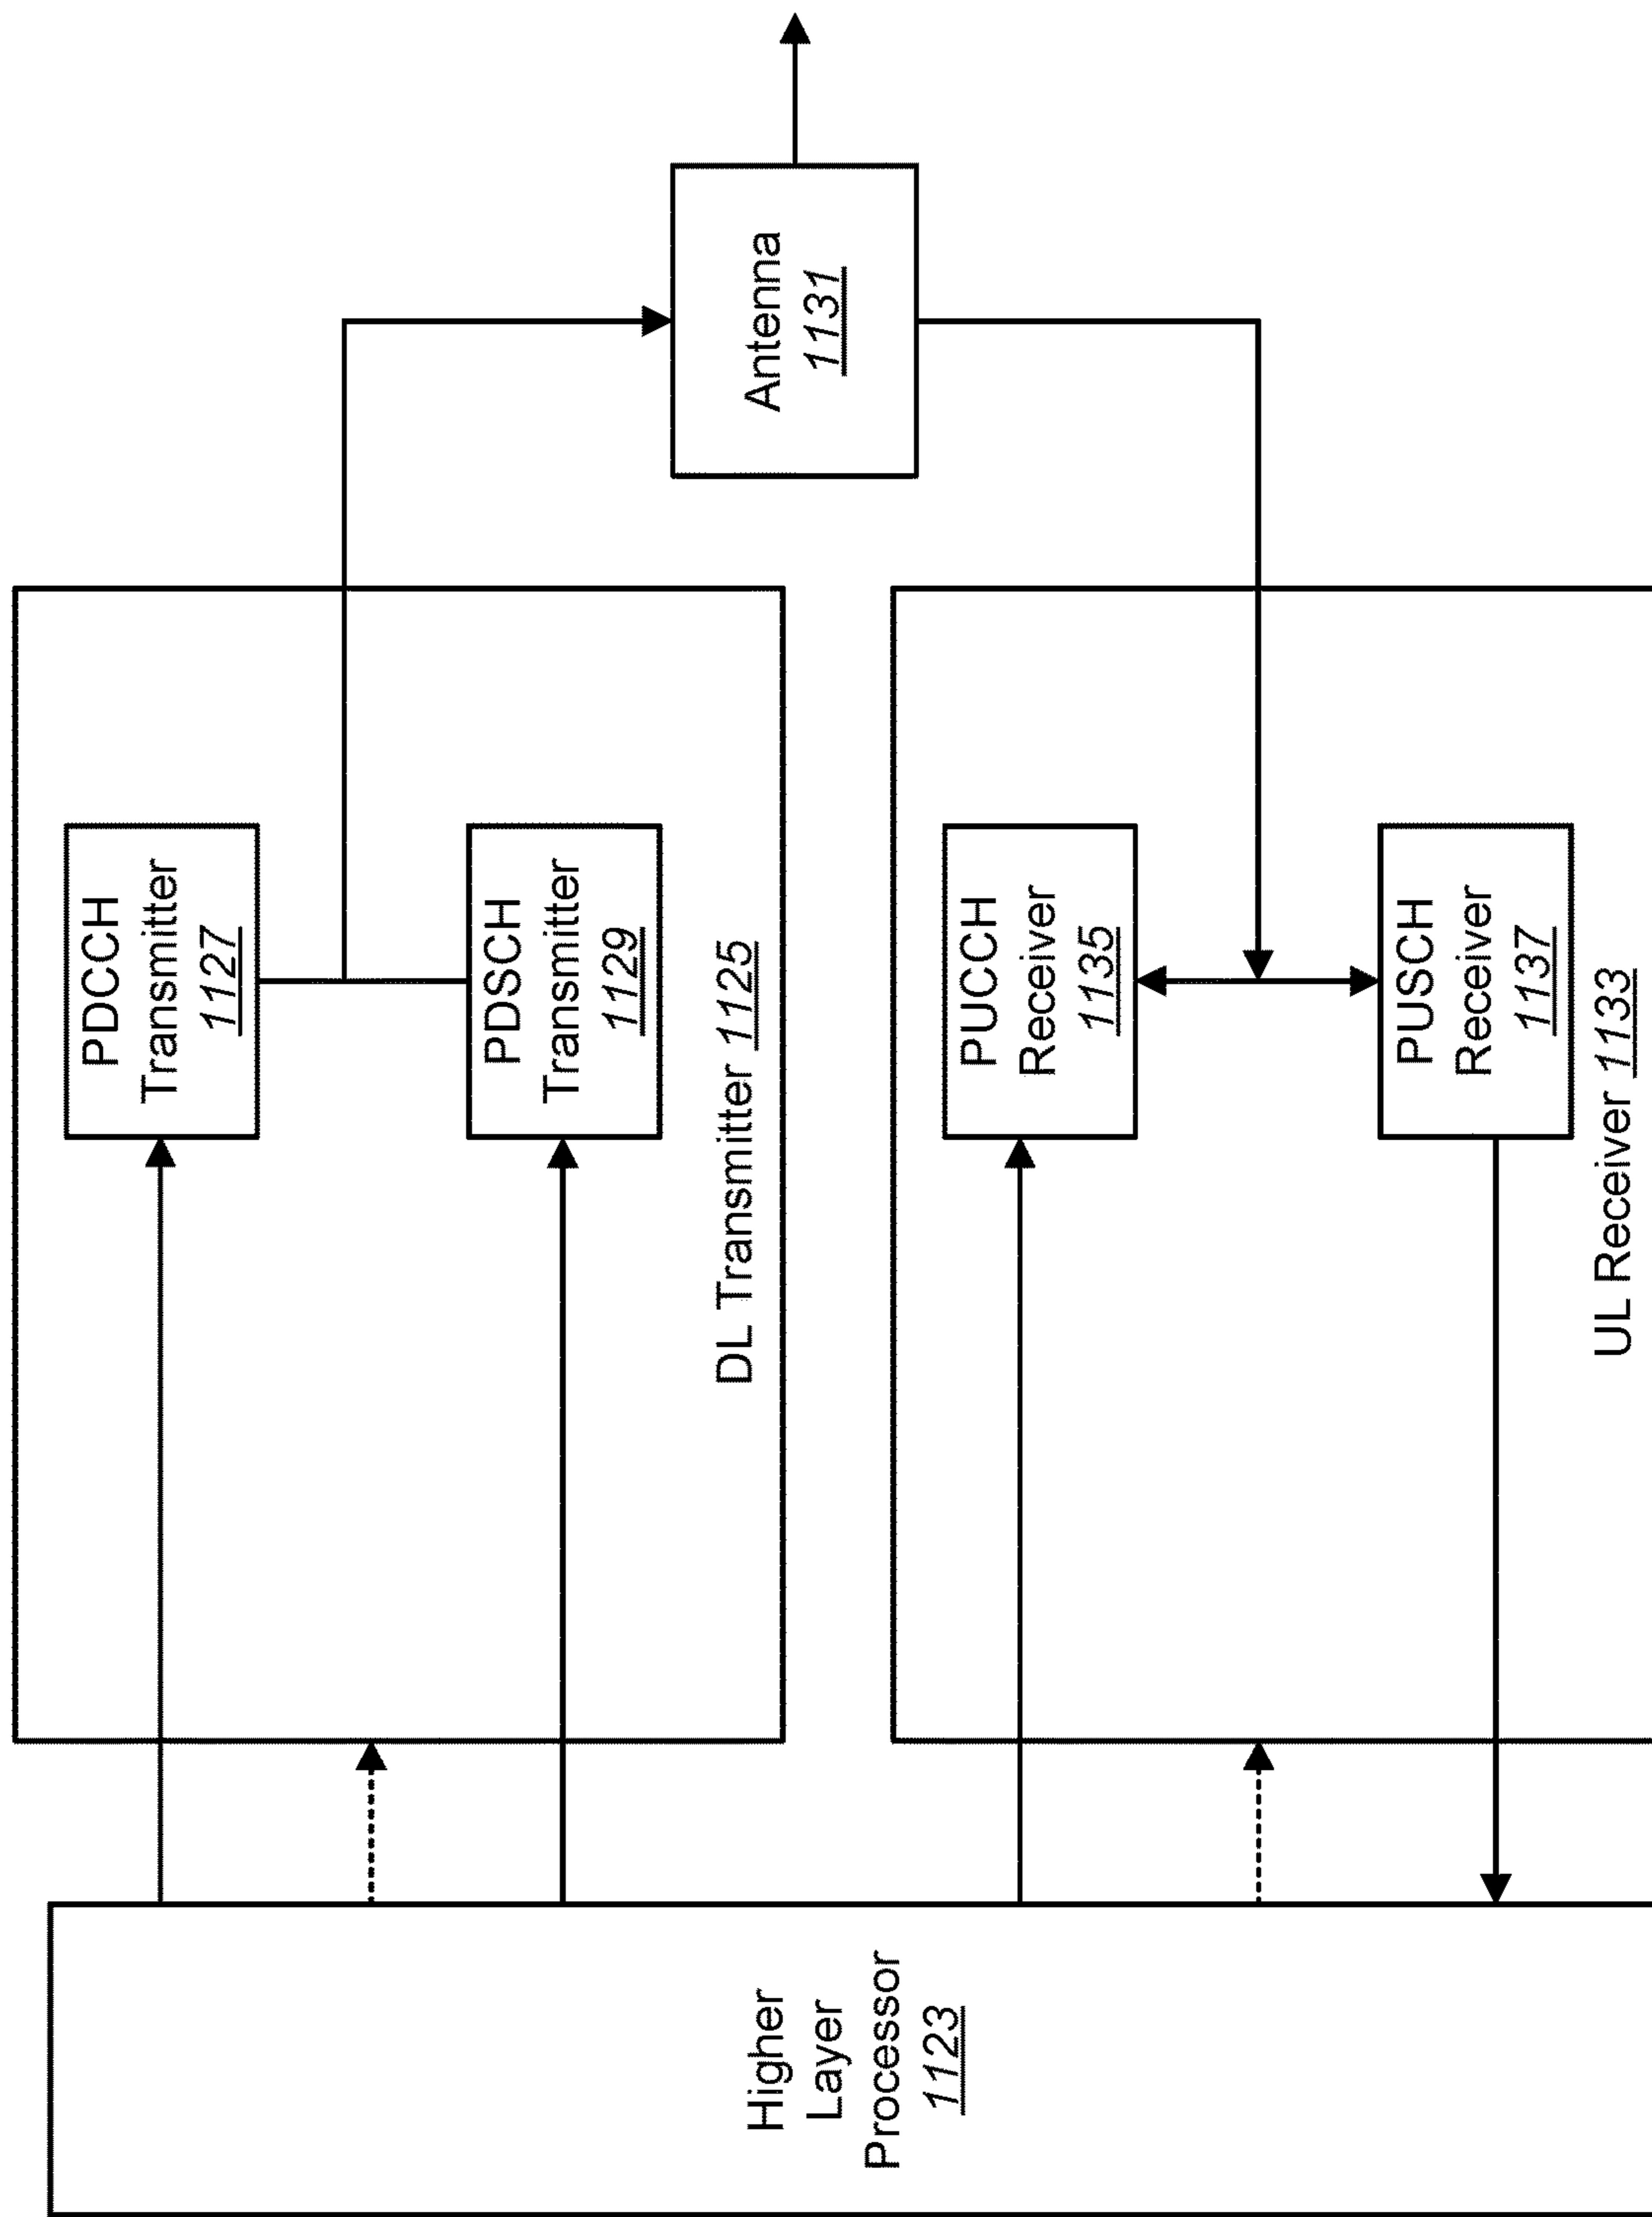 Higher
Layer
Processor
1123
PDCCH
Transmitter
1127
PDSCH
Transmitter
1129
DL Transmitter 1125
PUCCH
Receiver
1135
PUSCH
Receiver
1137
UL Receiver 1133
Antenna
1131